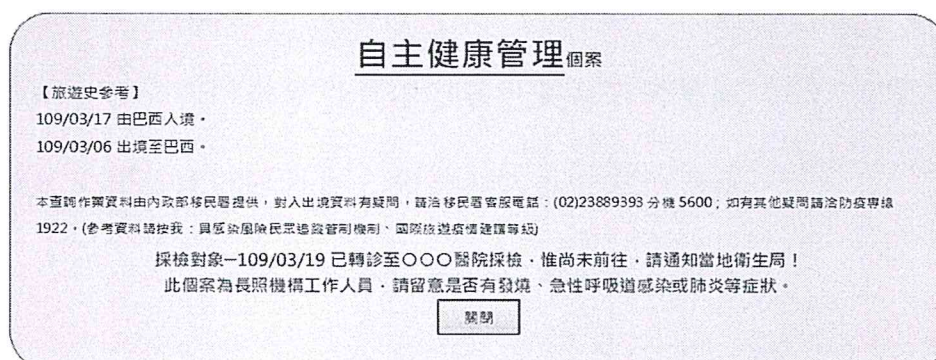 自主健康管理個案
【旅遊史參考】
109/03/17 由巴西入境。
109/03/06 出境至巴西。
本查詢作業資料由內政部移民署提供,對入出境資料有疑問,請洽移民署客服電話:(02)23889393 分機 5600;如有其他疑問請洽防疫專線
1922。(參考資料請按我:具感染風險民眾追蹤管制機制、國際旅遊疫情建議等級)
採檢對象─109/03/19 已轉診至○○○醫院採檢,惟尚未前往,請通知當地衛生局!
此個案為長照機構工作人員,請留意是否有發燒、急性呼吸道感染或肺炎等症狀。
關閉